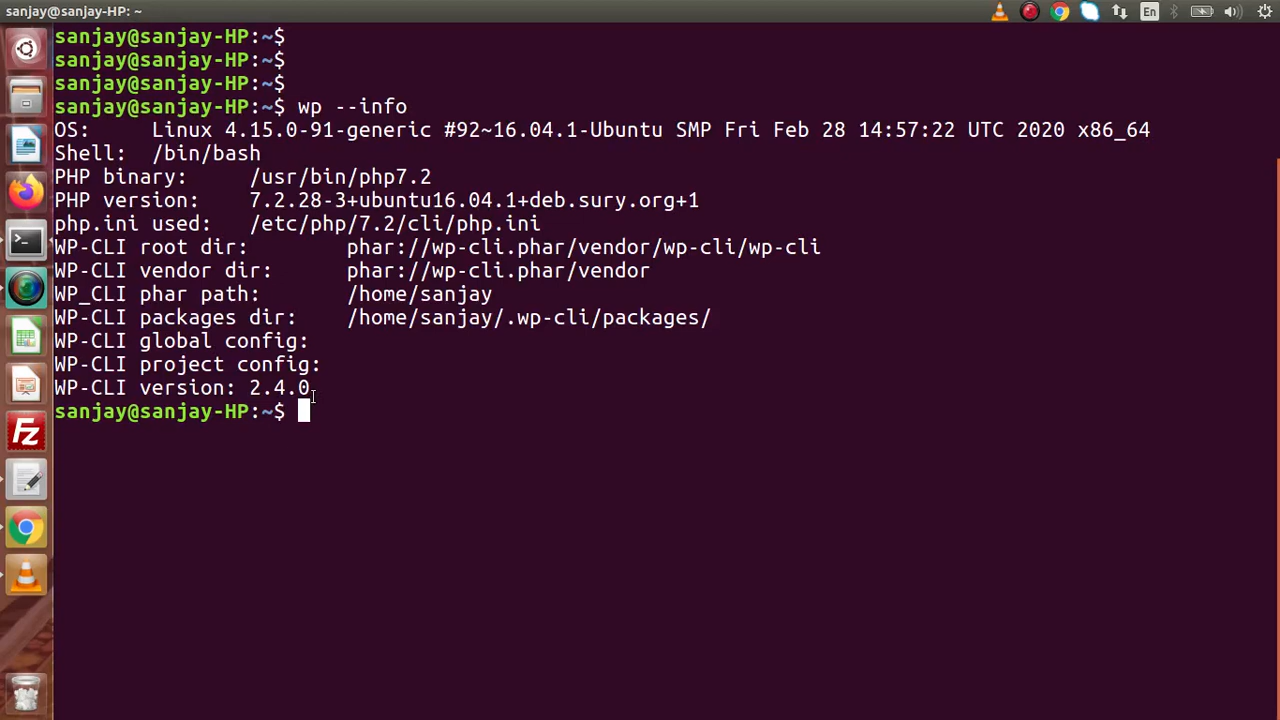 sanjay@sanjay-HP: ~
En
sanjay@sanjay-HP:~$
sanjay@sanjay-HP:~$
sanjay@sanjay-HP:~$
sanjay@sanjay-HP:~$ wp --info
OS: Linux 4.15.0-91-generic #92~16.04.1-Ubuntu SMP Fri Feb 28 14:57:22 UTC 2020 x86_64
Shell: /bin/bash
PHP binary: /usr/bin/php7.2
PHP version: 7.2.28-3+ubuntu16.04.1+deb.sury.org+1
php.ini used: /etc/php/7.2/cli/php.ini
WP-CLI root dir: phar://wp-cli.phar/vendor/wp-cli/wp-cli
WP-CLI vendor dir: phar://wp-cli.phar/vendor
WP_CLI phar path: /home/sanjay
WP-CLI packages dir: /home/sanjay/.wp-cli/packages/
WP-CLI global config:
WP-CLI project config:
WP-CLI version: 2.4.0
sanjay@sanjay-HP:~$
Fz